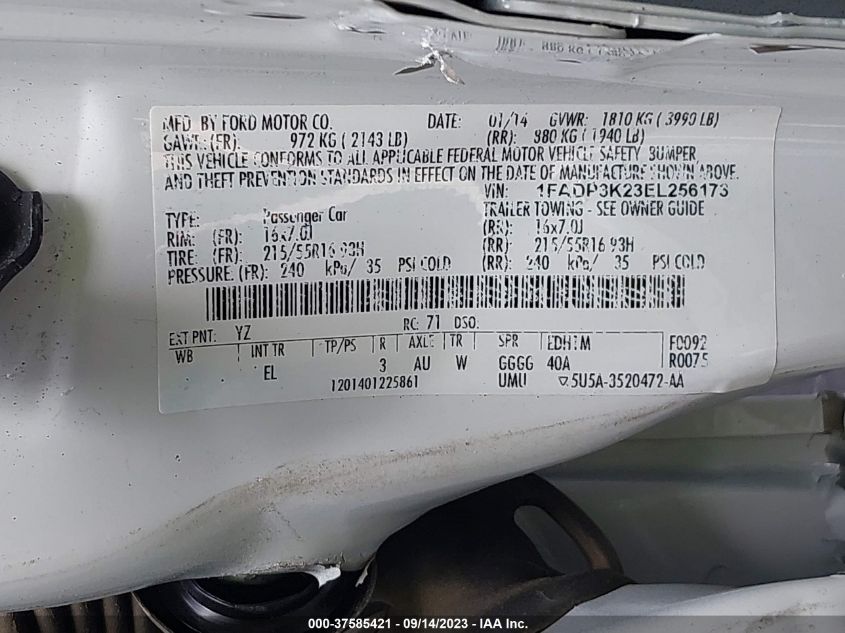 MFD. BY FORD MOTOR CO. DATE: 01/14 GVWR: 1810 KG ( 3990 LB)
GAWR: (FR): 972 KG ( 2143 LB) (RR): 880 KG ( 1940 LB)
THIS VEHICLE CONFORMS TO ALL APPLICABLE FEDERAL MOTOR VEHICLE SAFETY, BUMPER,
AND THEFT PREVENTION STANDARDS IN EFFECT ON THE DATE OF MANUFACTURE SHOWN ABOVE.
VIN: 1FADP3K23EL256173
TYPE: Passenger Car TRAILER TOWING - SEE OWNER GUIDE
RIM: (FR): 16x7.0J (RR): 16x7.0J
TIRE: (FR): 215/55R16 93H (RR): 215/55R16 93H
PRESSURE: (FR): 240 kPa/ 35 PSI COLD (RR): 240 kPa/ 35 PSI COLD
EXT PNT: YZ RC: 71 DSO:
WB INT TR TP/PS R AXLE TR SPR EDH1M F0092
EL 3 AU W GGGG 40A R0075
1201401225861 UMU 5U5A-3520472-AA
000-37585421 - 09/14/2023 - IAA Inc.